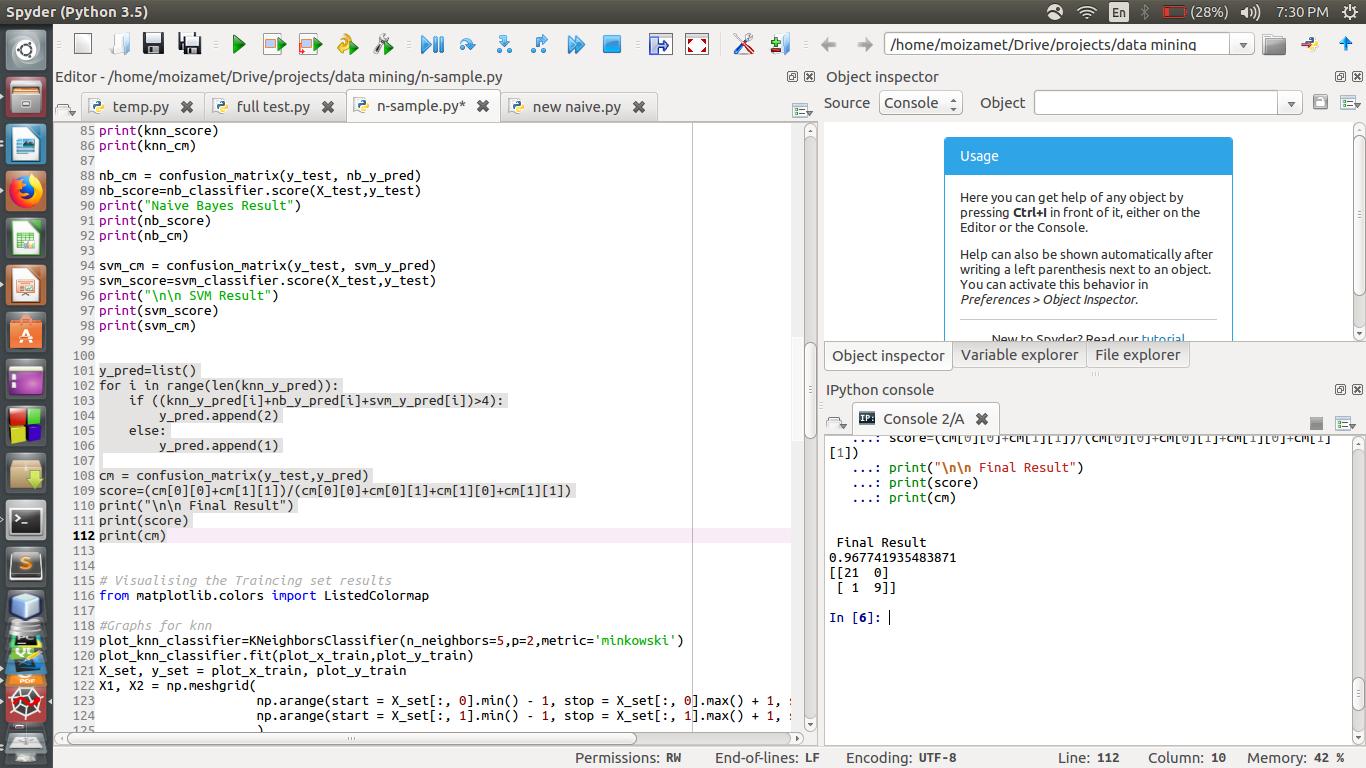 Spyder (Python 3.5)
En
(28%)
7:30 PM
/home/moizamet/Drive/projects/data mining
Editor - /home/moizamet/Drive/projects/data mining/n-sample.py
temp.py
full test.py
n-sample.py*
new naive.py
85 print(knn_score)
86 print(knn_cm)
87
88 nb_cm = confusion_matrix(y_test, nb_y_pred)
89 nb_score=nb_classifier.score(X_test,y_test)
90 print("Naive Bayes Result")
91 print(nb_score)
92 print(nb_cm)
93
94 svm_cm = confusion_matrix(y_test, svm_y_pred)
95 svm_score=svm_classifier.score(X_test,y_test)
96 print("\n\n SVM Result")
97 print(svm_score)
98 print(svm_cm)
99
100
101 y_pred=list()
102 for i in range(len(knn_y_pred)):
103     if ((knn_y_pred[i]+nb_y_pred[i]+svm_y_pred[i])>4):
104         y_pred.append(2)
105     else:
106         y_pred.append(1)
107
108 cm = confusion_matrix(y_test,y_pred)
109 score=(cm[0][0]+cm[1][1])/(cm[0][0]+cm[0][1]+cm[1][0]+cm[1][1])
110 print("\n\n Final Result")
111 print(score)
112 print(cm)
113
114
115 # Visualising the Traincing set results
116 from matplotlib.colors import ListedColormap
117
118 #Graphs for knn
119 plot_knn_classifier=KNeighborsClassifier(n_neighbors=5,p=2,metric='minkowski')
120 plot_knn_classifier.fit(plot_x_train,plot_y_train)
121 X_set, y_set = plot_x_train, plot_y_train
122 X1, X2 = np.meshgrid(
123                      np.arange(start = X_set[:, 0].min() - 1, stop = X_set[:, 0].max() + 1,
124                      np.arange(start = X_set[:, 1].min() - 1, stop = X_set[:, 1].max() + 1,
125                      )
Object inspector
Source Console Object
Usage
Here you can get help of any object by
pressing Ctrl+I in front of it, either on the
Editor or the Console.
Help can also be shown automatically after
writing a left parenthesis next to an object.
You can activate this behavior in
Preferences > Object Inspector.
New to Spyder? Read our tutorial
Object inspector
Variable explorer
File explorer
IPython console
IP:
Console 2/A
...: score=(cm[0][0]+cm[1][1])/(cm[0][0]+cm[0][1]+cm[1][0]+cm[1]
[1])
...: print("\n\n Final Result")
...: print(score)
...: print(cm)
Final Result
0.967741935483871
[[21  0]
[ 1  9]]
In [6]:
Permissions: RW
End-of-lines: LF
Encoding: UTF-8
Line: 112
Column: 10
Memory: 42 %